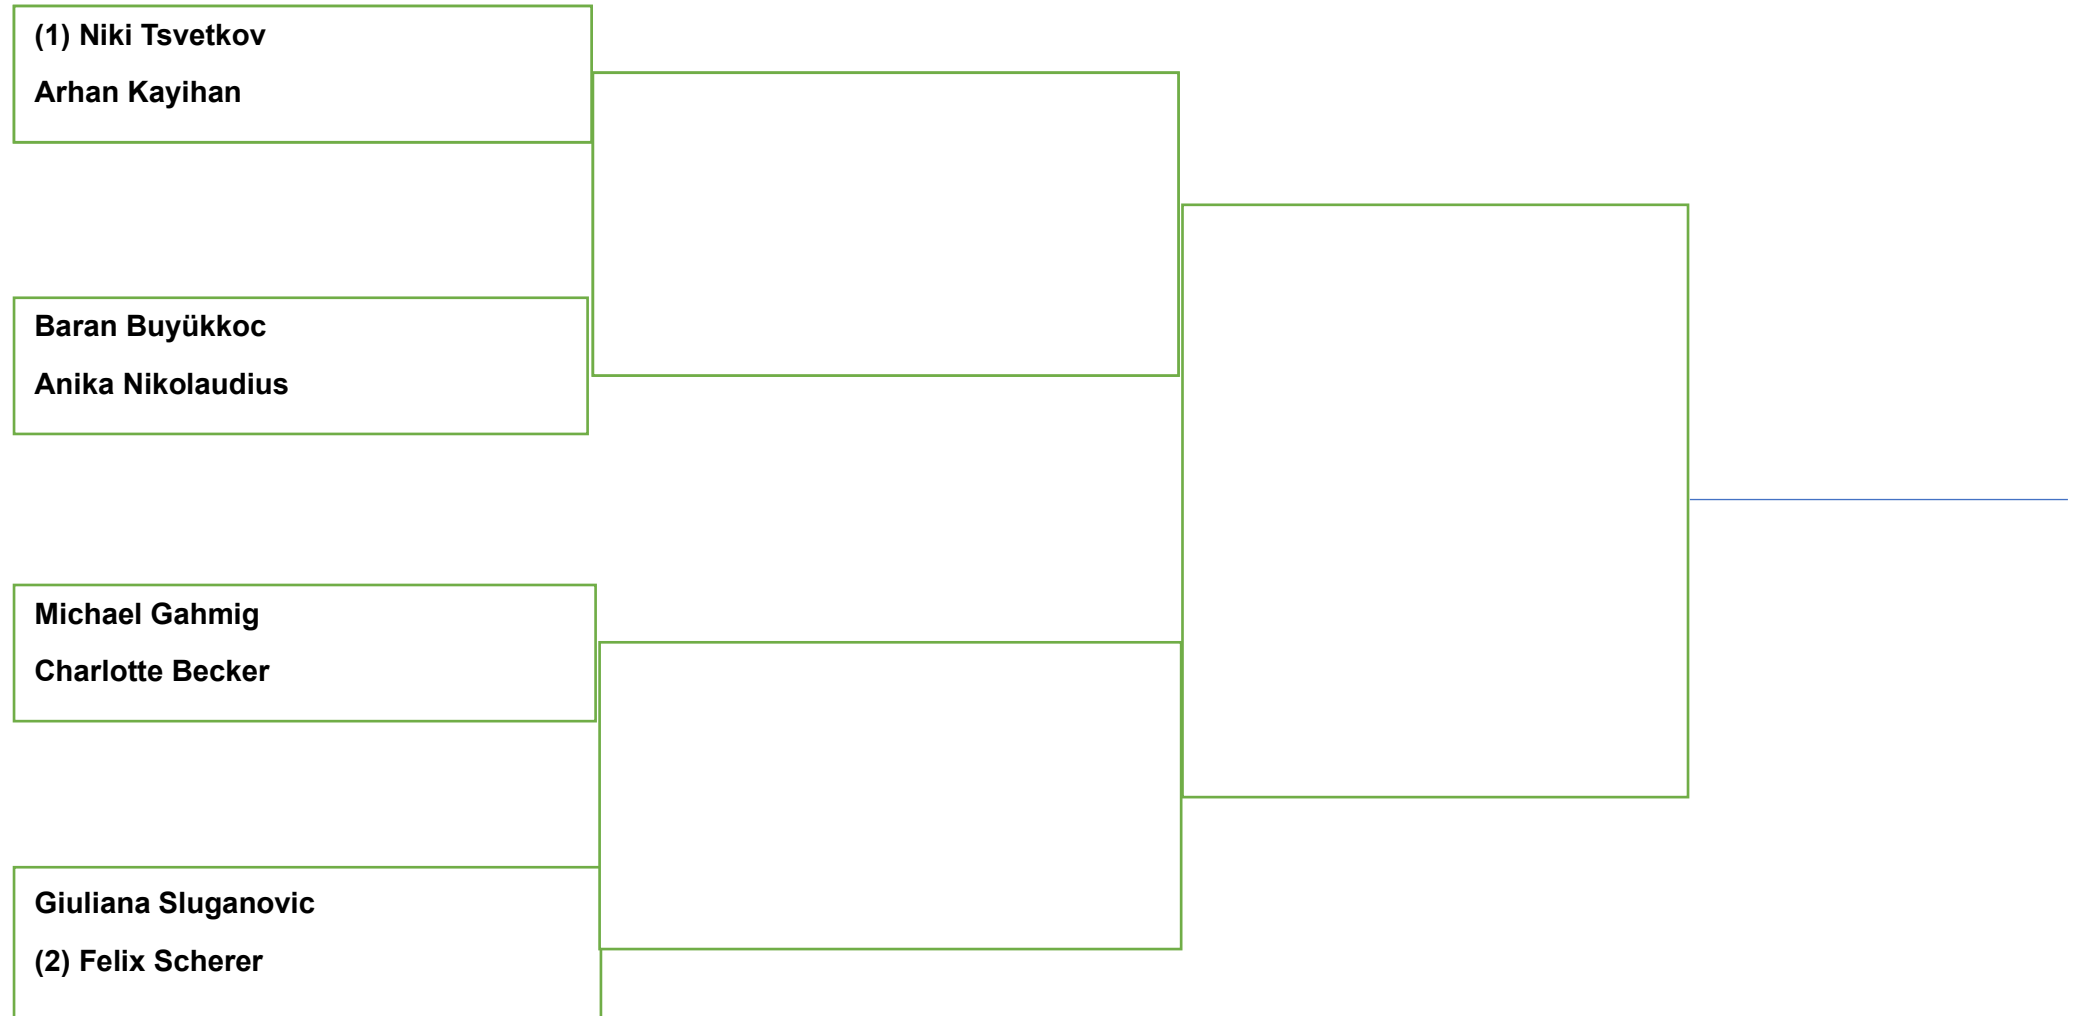 (1) Niki Tsvetkov
Arhan Kayihan
Baran Buyükkoc
Anika Nikolaudius
Michael Gahmig
Charlotte Becker
Giuliana Sluganovic
(2) Felix Scherer